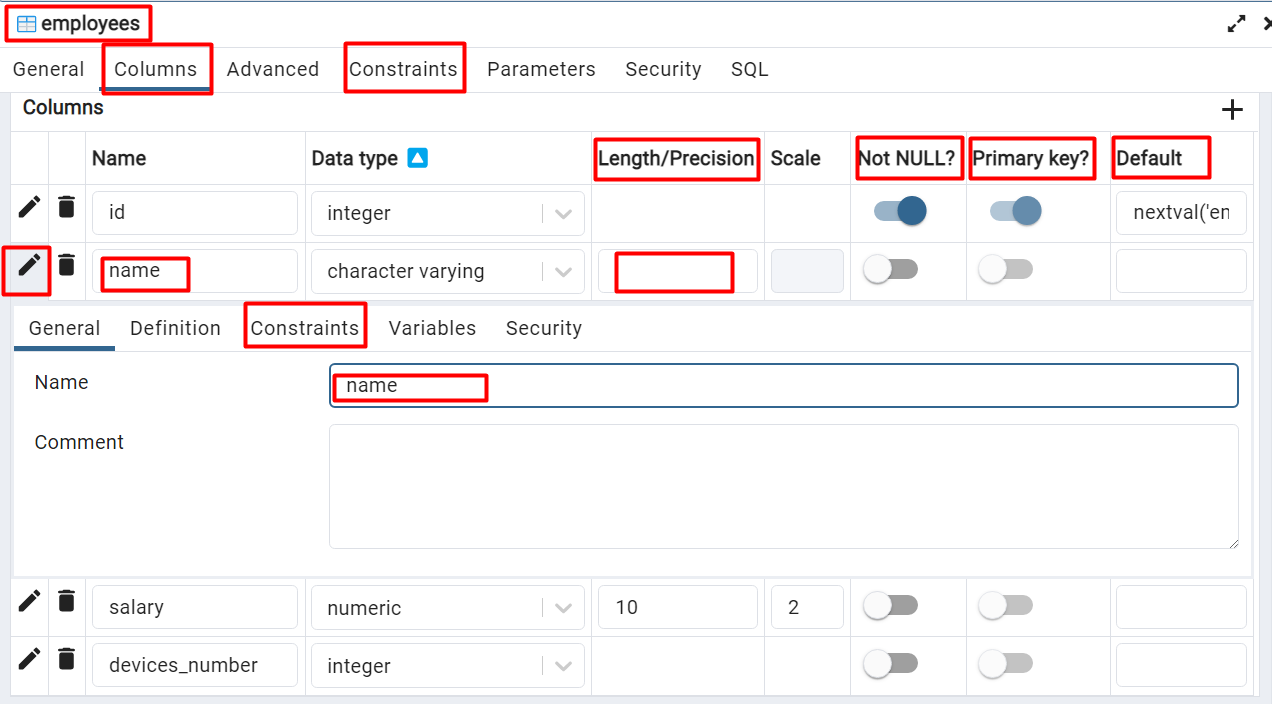 employees
General Columns Advanced Constraints Parameters Security SQL
Columns
Name Data type Length/Precision Scale Not NULL? Primary key? Default
id integer nextval('en
name character varying
General Definition Constraints Variables Security
Name name
Comment
salary numeric 10 2
devices_number integer